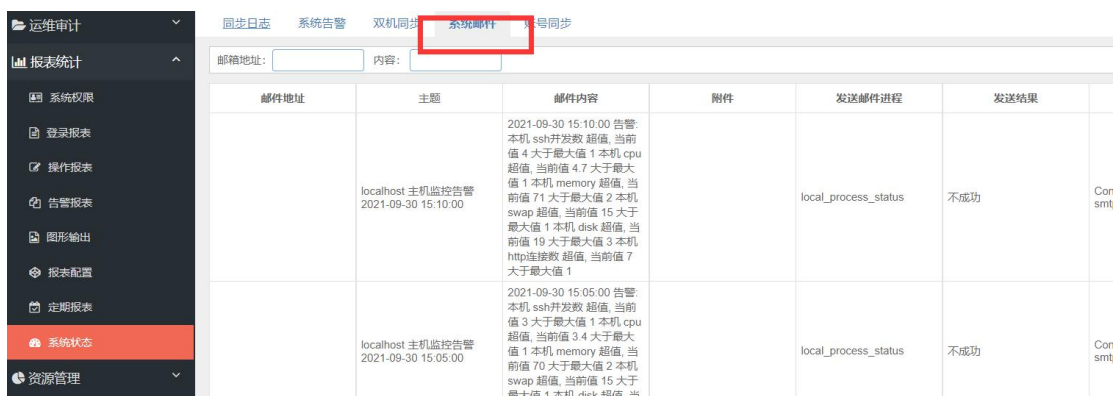 运维审计
报表统计
系统权限
登录报表
操作报表
告警报表
图形输出
报表配置
定期报表
系统状态
资源管理
同步日志 系统告警 双机同步 系统邮件 账号同步
邮箱地址: 内容:
邮件地址 主题 邮件内容 附件 发送邮件进程 发送结果
localhost 主机监控告警
2021-09-30 15:10:00
2021-09-30 15:10:00 告警:
本机 ssh并发数 超值, 当前
值 4 大于最大值 1 本机 cpu
超值, 当前值 4.7 大于最大
值 1 本机 memory 超值, 当
前值 71 大于最大值 2 本机
swap 超值, 当前值 15 大于
最大值 1 本机 disk 超值, 当
前值 19 大于最大值 3 本机
http连接数 超值, 当前值 7
大于最大值 1
local_process_status
不成功
Con
smt
localhost 主机监控告警
2021-09-30 15:05:00
2021-09-30 15:05:00 告警:
本机 ssh并发数 超值, 当前
值 3 大于最大值 1 本机 cpu
超值, 当前值 3.4 大于最大
值 1 本机 memory 超值, 当
前值 70 大于最大值 2 本机
swap 超值, 当前值 15 大于
最大值 1 本机 disk 超值, 当
local_process_status
不成功
Con
smt